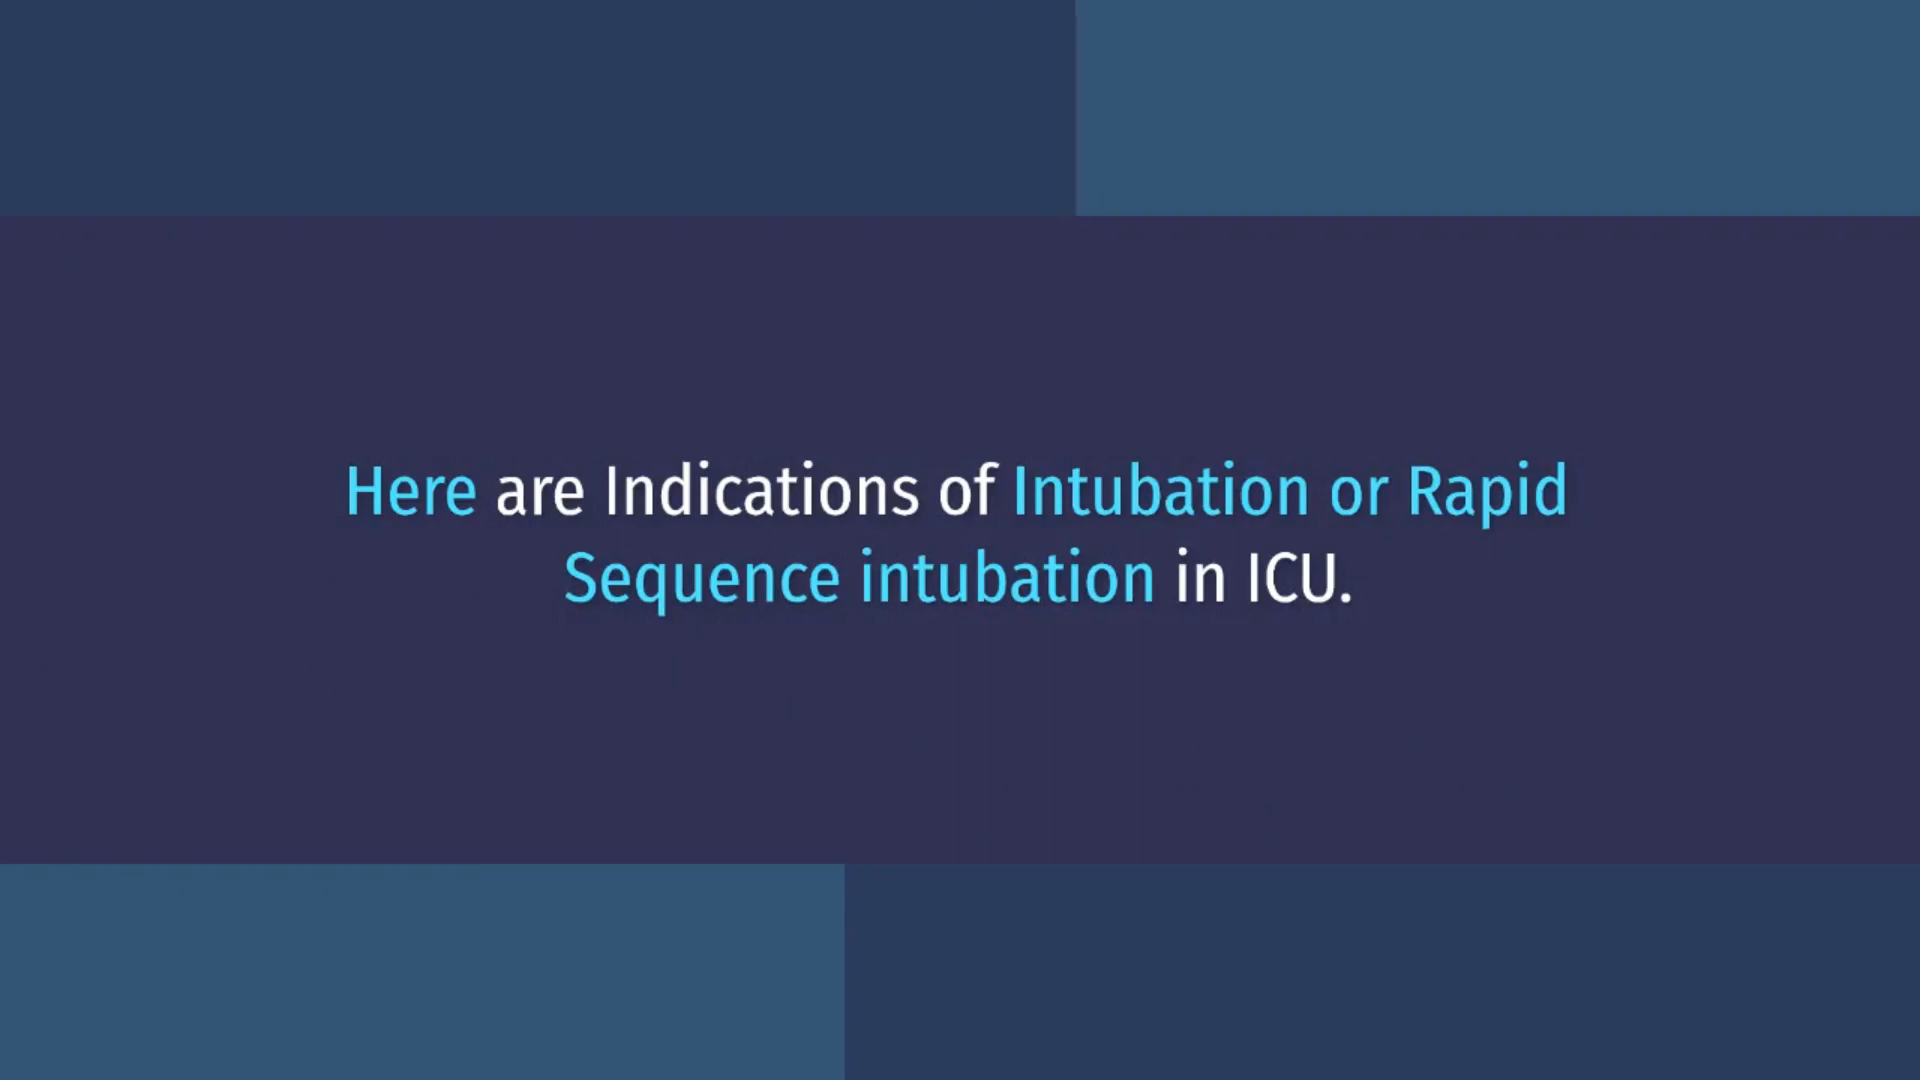 Here are Indications of Intubation or Rapid
Sequence intubation in ICU.